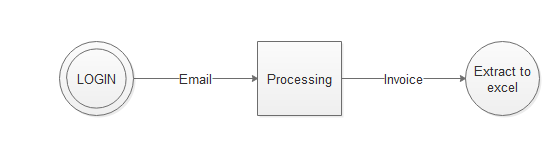 LOGIN
Email
Processing
Invoice
Extract to
excel